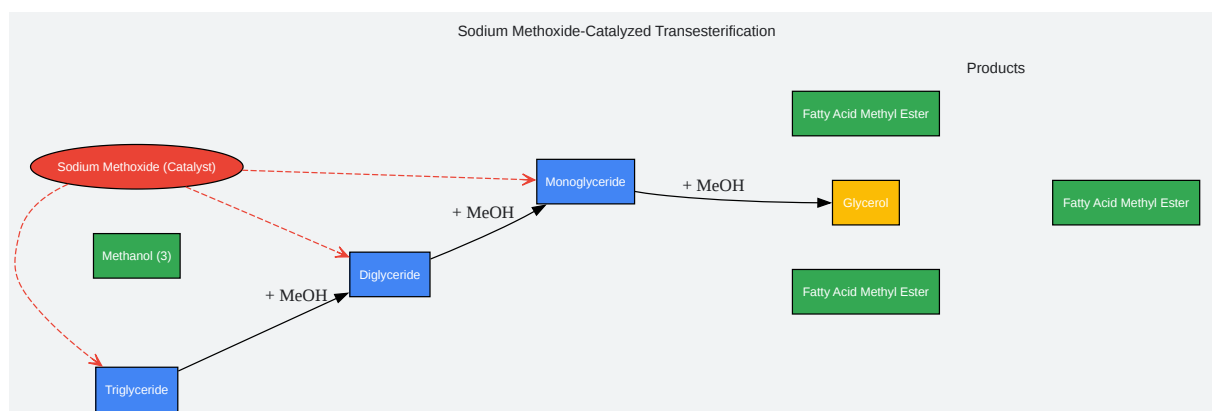 Sodium Methoxide-Catalyzed Transesterification
Products
Fatty Acid Methyl Ester
Sodium Methoxide (Catalyst)
Monoglyceride
+ MeOH
Glycerol
Fatty Acid Methyl Ester
+ MeOH
Methanol (3)
Diglyceride
Fatty Acid Methyl Ester
+ MeOH
Triglyceride